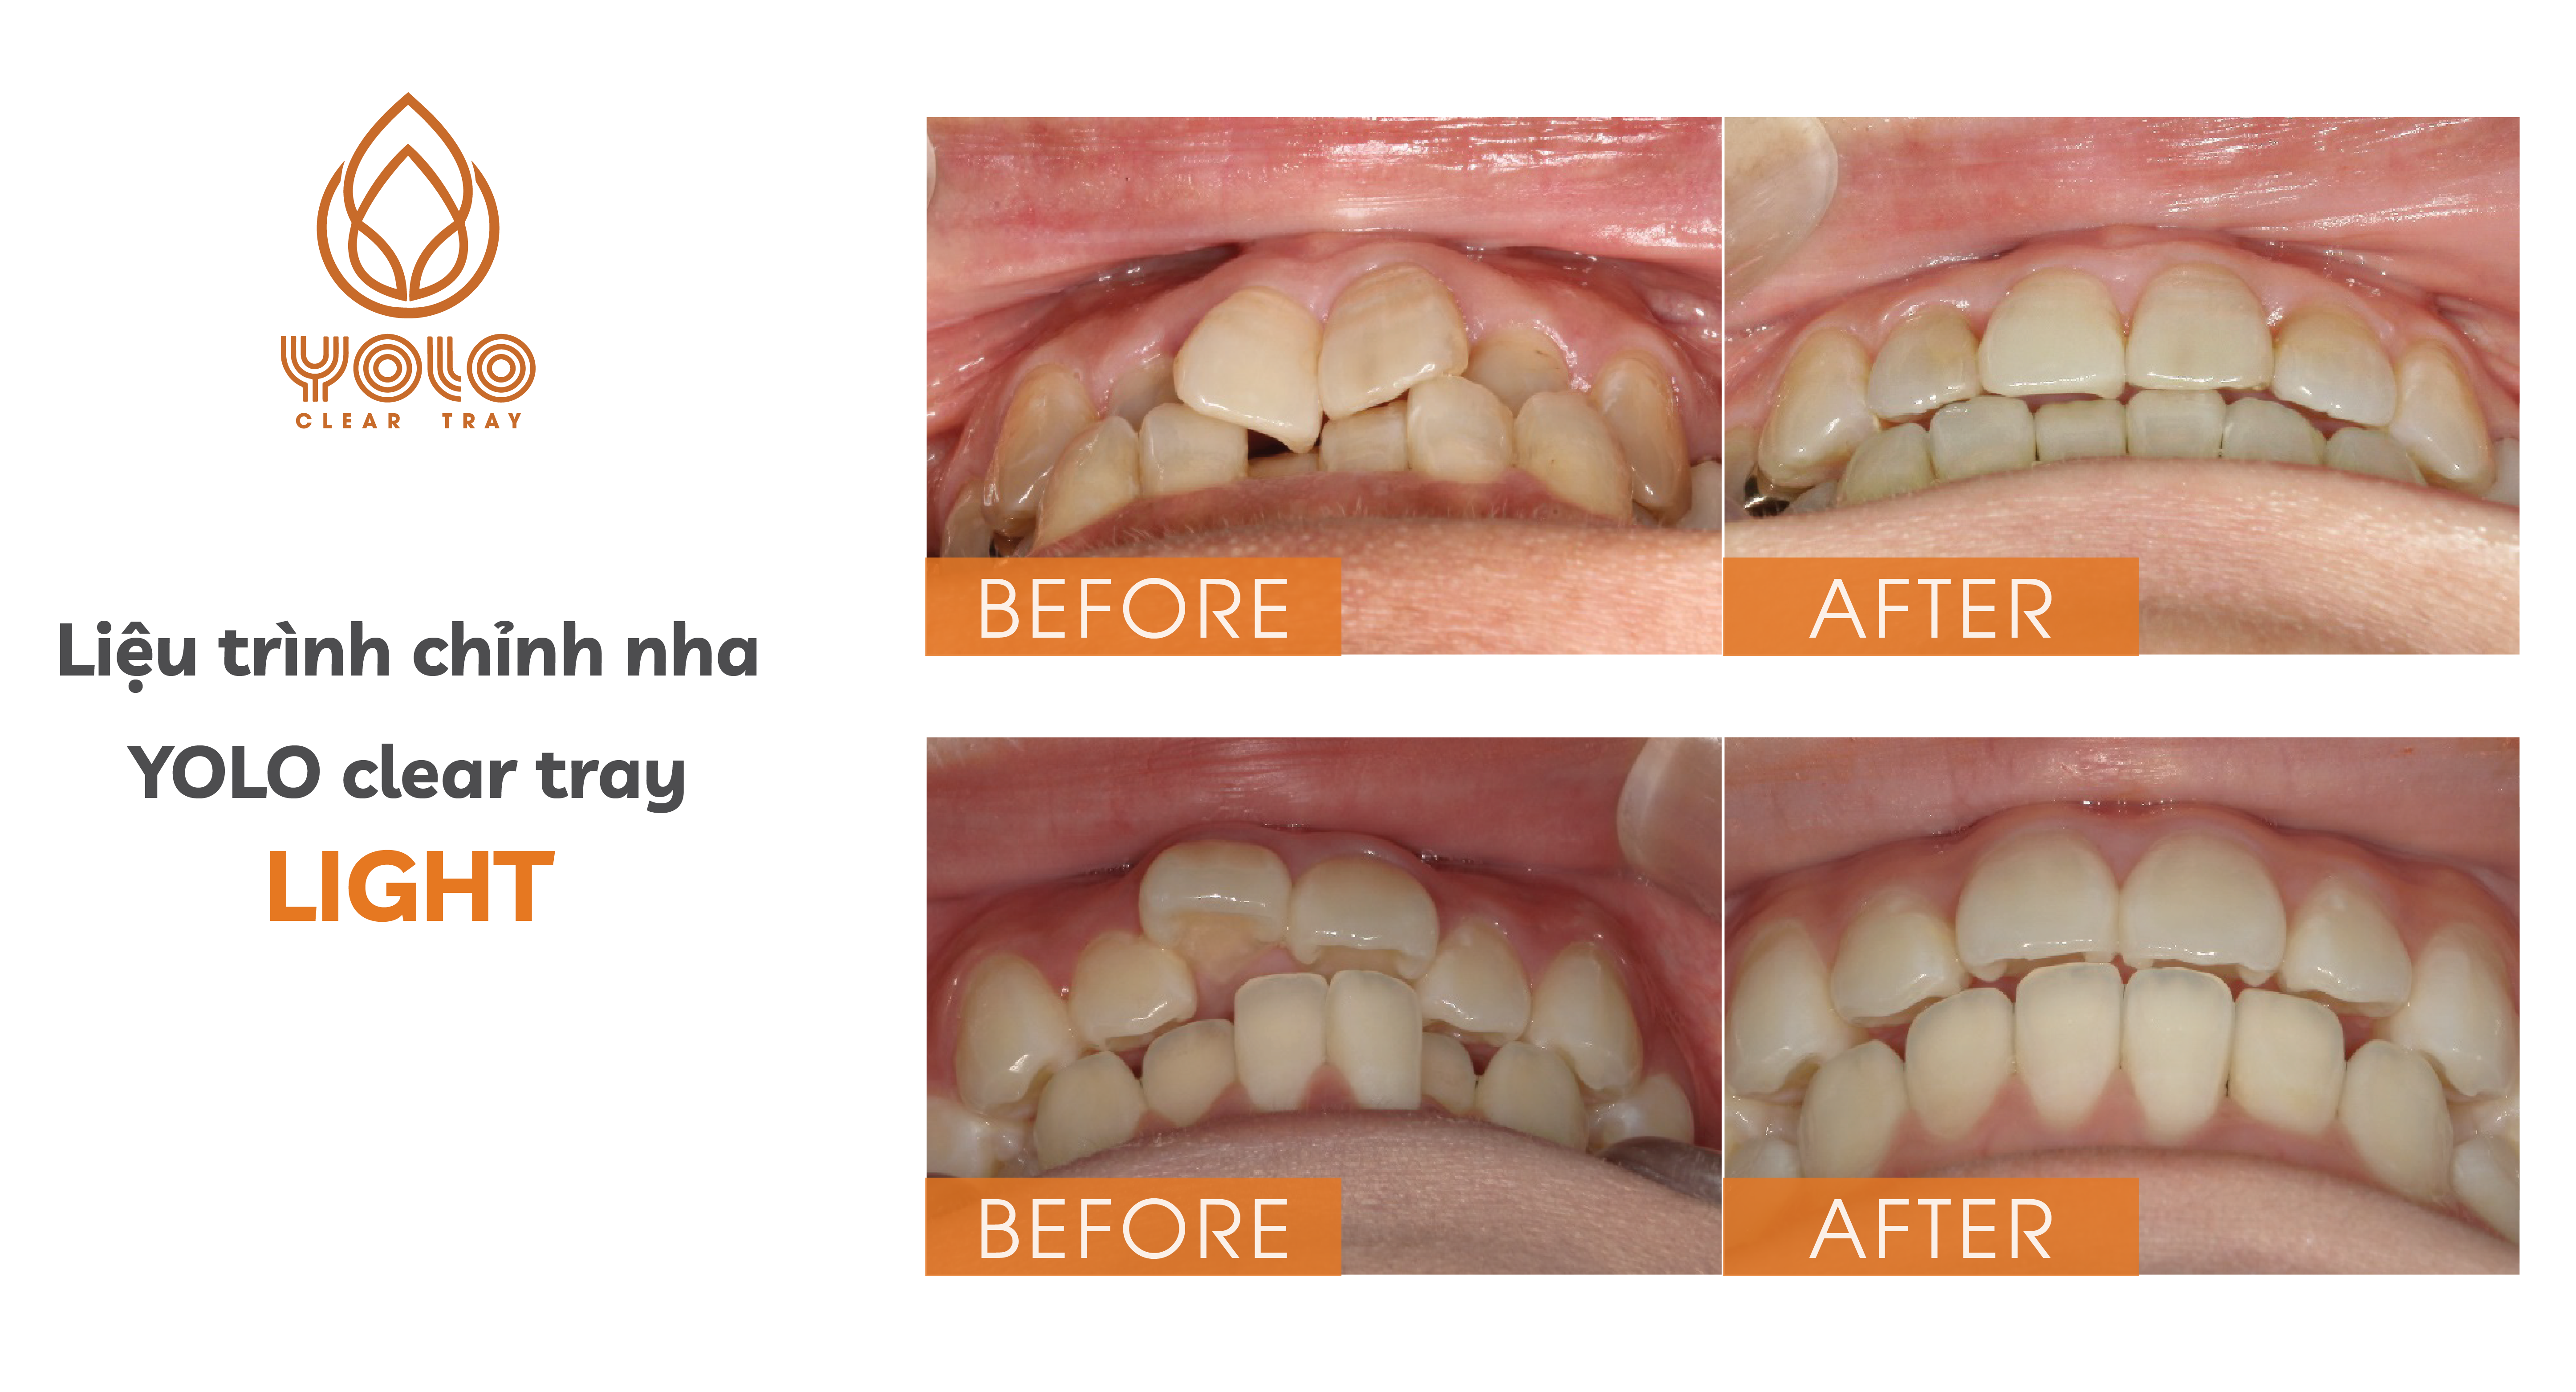 YOLO
CLEAR TRAY
Liệu trình chỉnh nha
YOLO clear tray
LIGHT
BEFORE
AFTER
BEFORE
AFTER